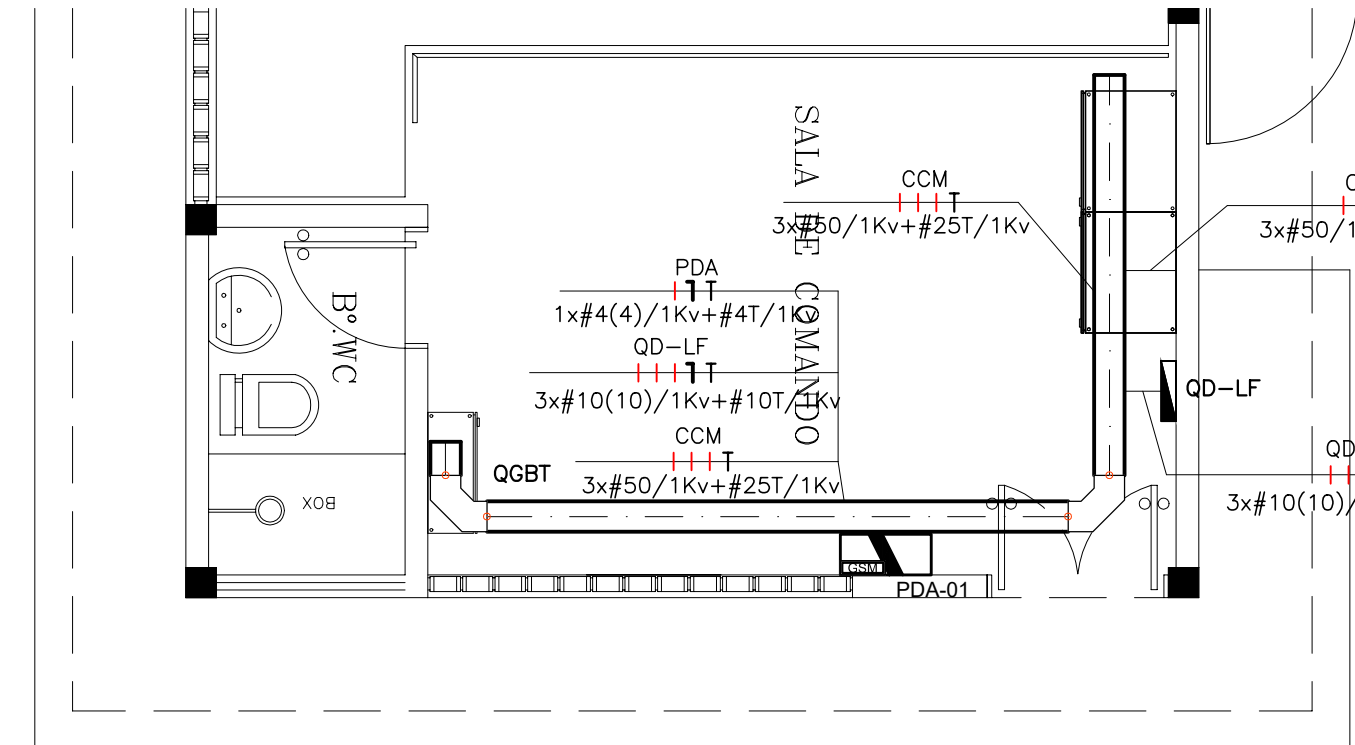 SALA DE COMANDO
CCM
3x#50/1Kv+#25T/1Kv
C
3x#50/1
PDA
1x#4(4)/1Kv+#4T/1Kv
Bº.WC
QD-LF
3x#10(10)/1Kv+#10T/1Kv
QD-LF
CCM
3x#50/1Kv+#25T/1Kv
QGBT
QD
3x#10(10)/
BOX
GSM
PDA-01